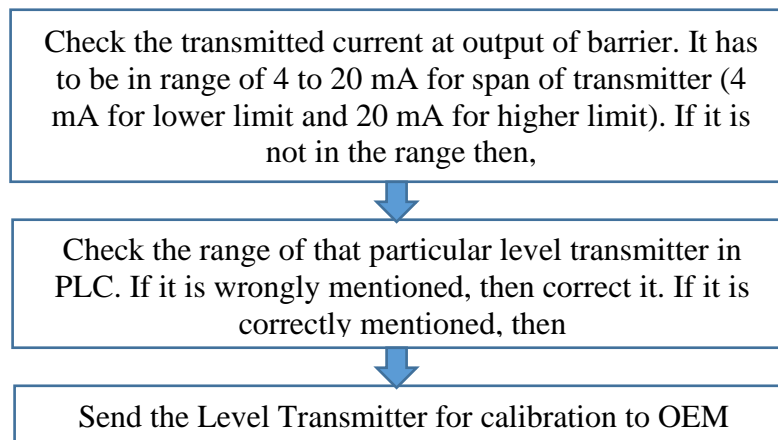 Check the transmitted current at output of barrier. It has
to be in range of 4 to 20 mA for span of transmitter (4
mA for lower limit and 20 mA for higher limit). If it is
not in the range then,
Check the range of that particular level transmitter in
PLC. If it is wrongly mentioned, then correct it. If it is
correctly mentioned, then
Send the Level Transmitter for calibration to OEM